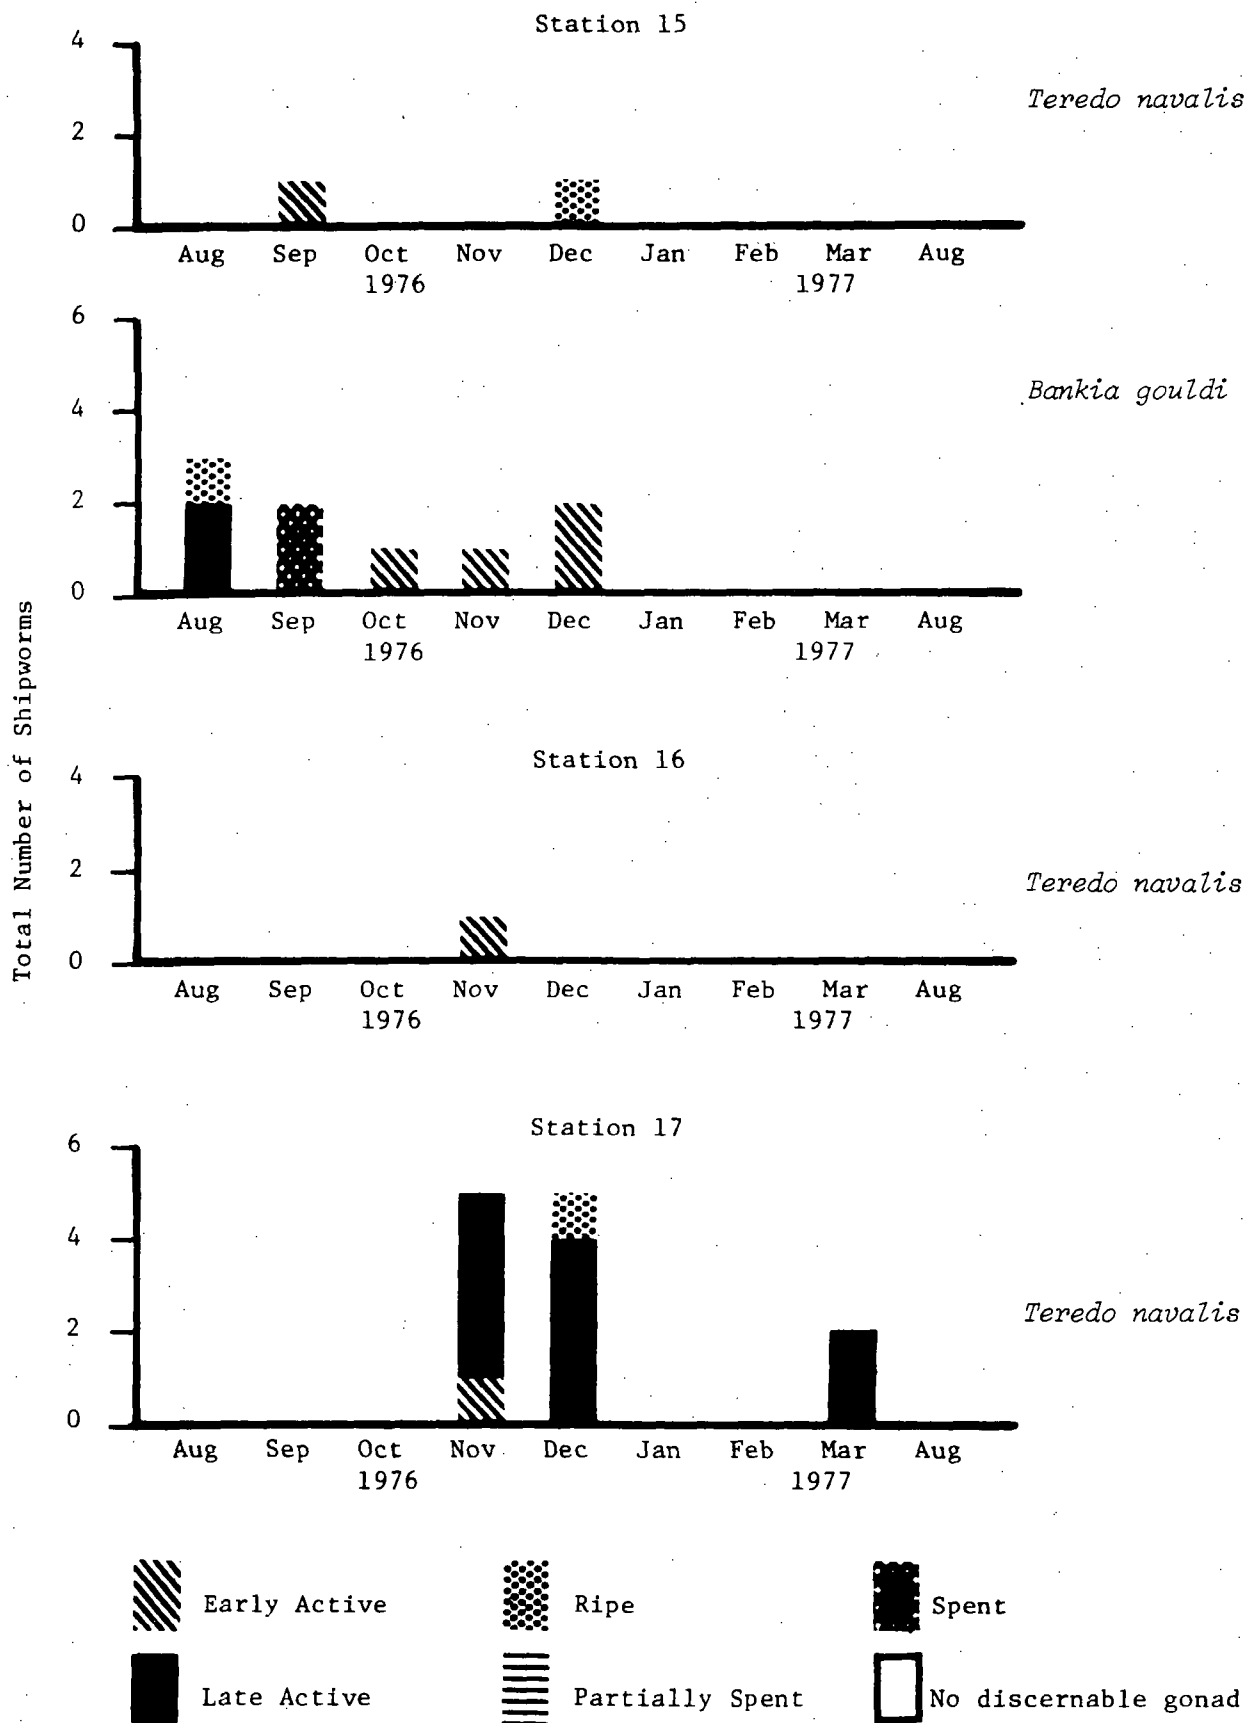 Station 15
4
Teredo navalis
2
0
Aug Sep Oct Nov Dec Jan Feb Mar Aug
1976 1977
6
Bankia gouldi
4
2
0
Aug Sep Oct Nov Dec Jan Feb Mar Aug
1976 1977
Total Number of Shipworms
Station 16
4
2
Teredo navalis
0
Aug Sep Oct Nov Dec Jan Feb Mar Aug
1976 1977
Station 17
6
4
Teredo navalis
2
0
Aug Sep Oct Nov Dec Jan Feb Mar Aug
1976 1977
Early Active Ripe Spent
Late Active Partially Spent No discernable gonad